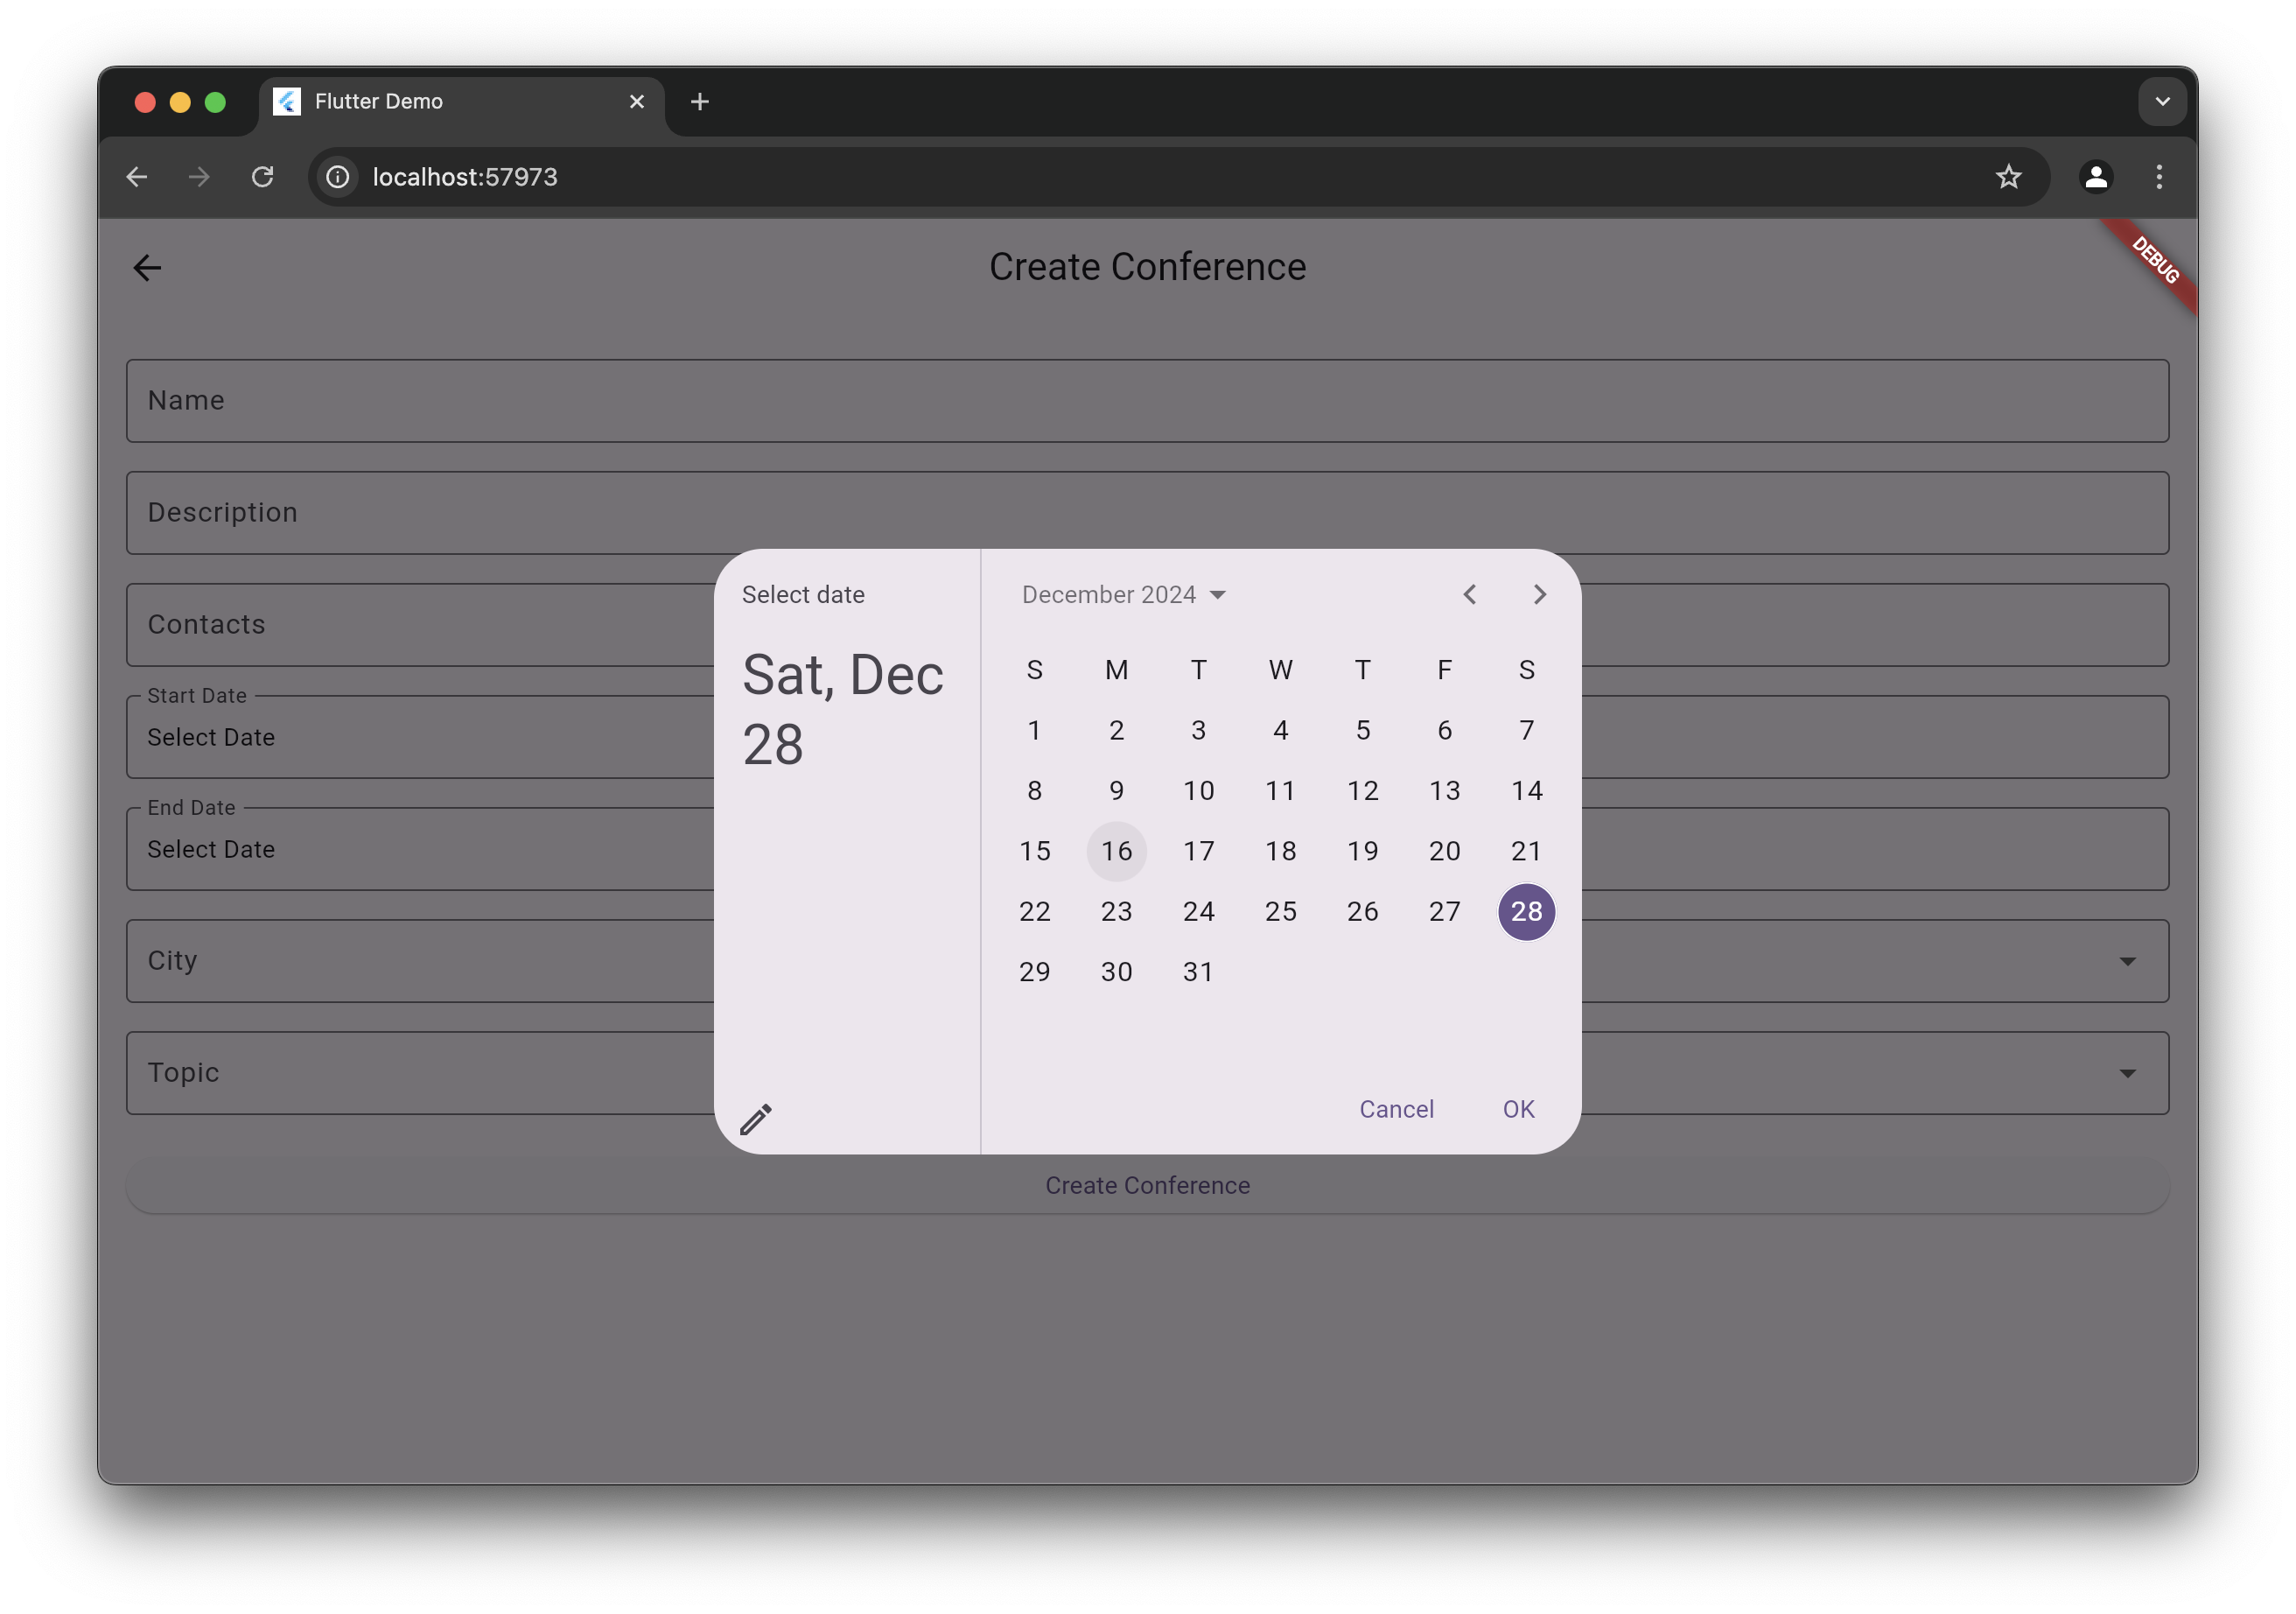 Flutter Demo
localhost:57973
Create Conference
DEBUG
Name
Description
Contacts
Start Date
Select Date
End Date
Select Date
City
Topic
Select date
Sat, Dec
28
December 2024
S M T W T F S
1 2 3 4 5 6 7
8 9 10 11 12 13 14
15 16 17 18 19 20 21
22 23 24 25 26 27 28
29 30 31
Cancel OK
Create Conference